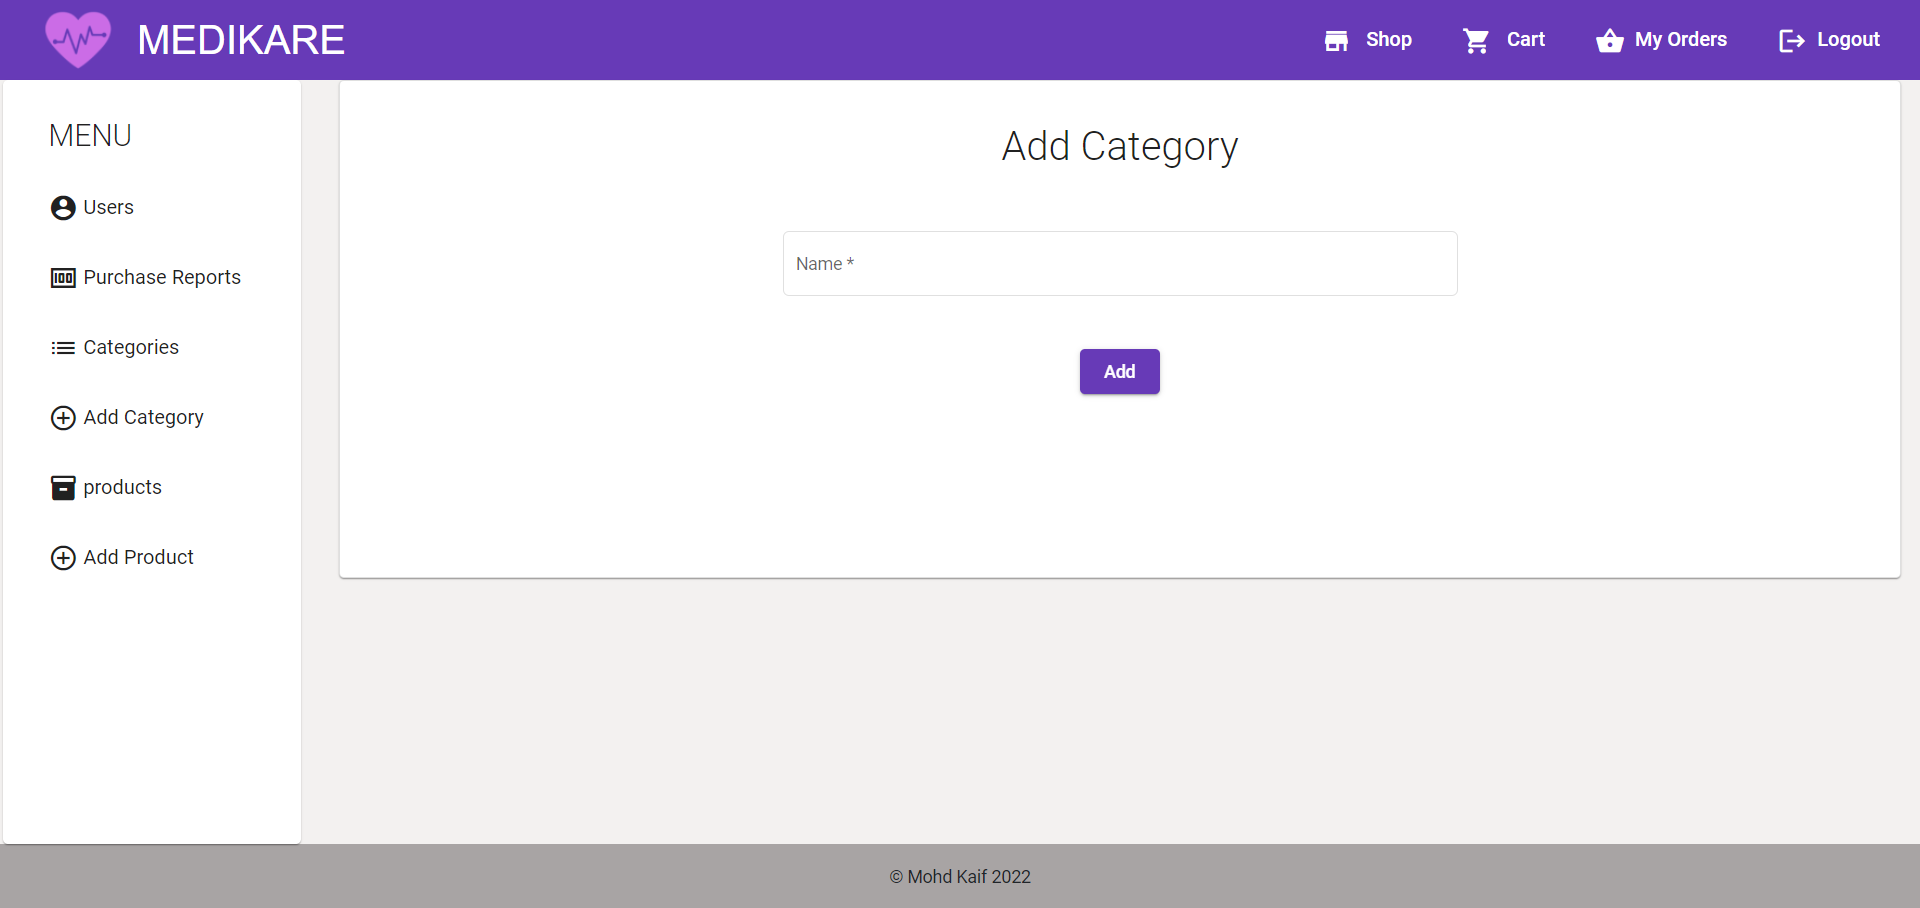 MEDIKARE
Shop
Cart
My Orders
Logout
MENU
Users
Purchase Reports
Categories
Add Category
products
Add Product
Add Category
Name *
Add
© Mohd Kaif 2022